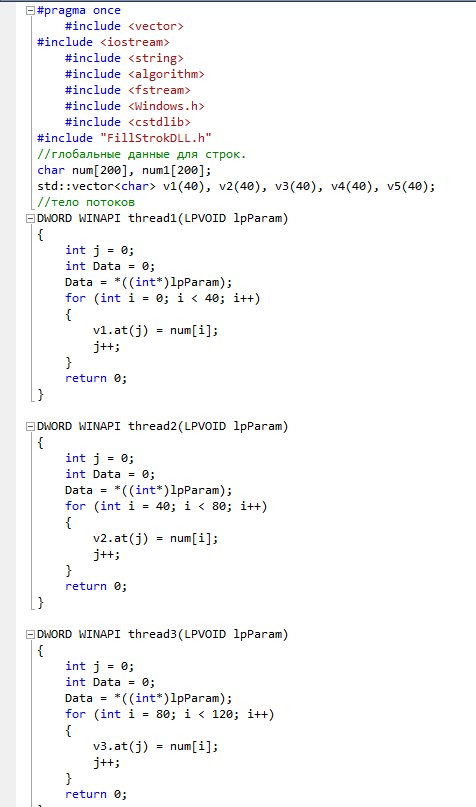 #pragma once
#include <vector>
#include <iostream>
#include <string>
#include <algorithm>
#include <fstream>
#include <Windows.h>
#include <cstdlib>
#include "FillStrokDLL.h"
//глобальные данные для строк.
char num[200], num1[200];
std::vector<char> v1(40), v2(40), v3(40), v4(40), v5(40);
//тело потоков
DWORD WINAPI thread1(LPVOID lpParam)
{
int j = 0;
int Data = 0;
Data = *((int*)lpParam);
for (int i = 0; i < 40; i++)
{
v1.at(j) = num[i];
j++;
}
return 0;
}
DWORD WINAPI thread2(LPVOID lpParam)
{
int j = 0;
int Data = 0;
Data = *((int*)lpParam);
for (int i = 40; i < 80; i++)
{
v2.at(j) = num[i];
j++;
}
return 0;
}
DWORD WINAPI thread3(LPVOID lpParam)
{
int j = 0;
int Data = 0;
Data = *((int*)lpParam);
for (int i = 80; i < 120; i++)
{
v3.at(j) = num[i];
j++;
}
return 0;